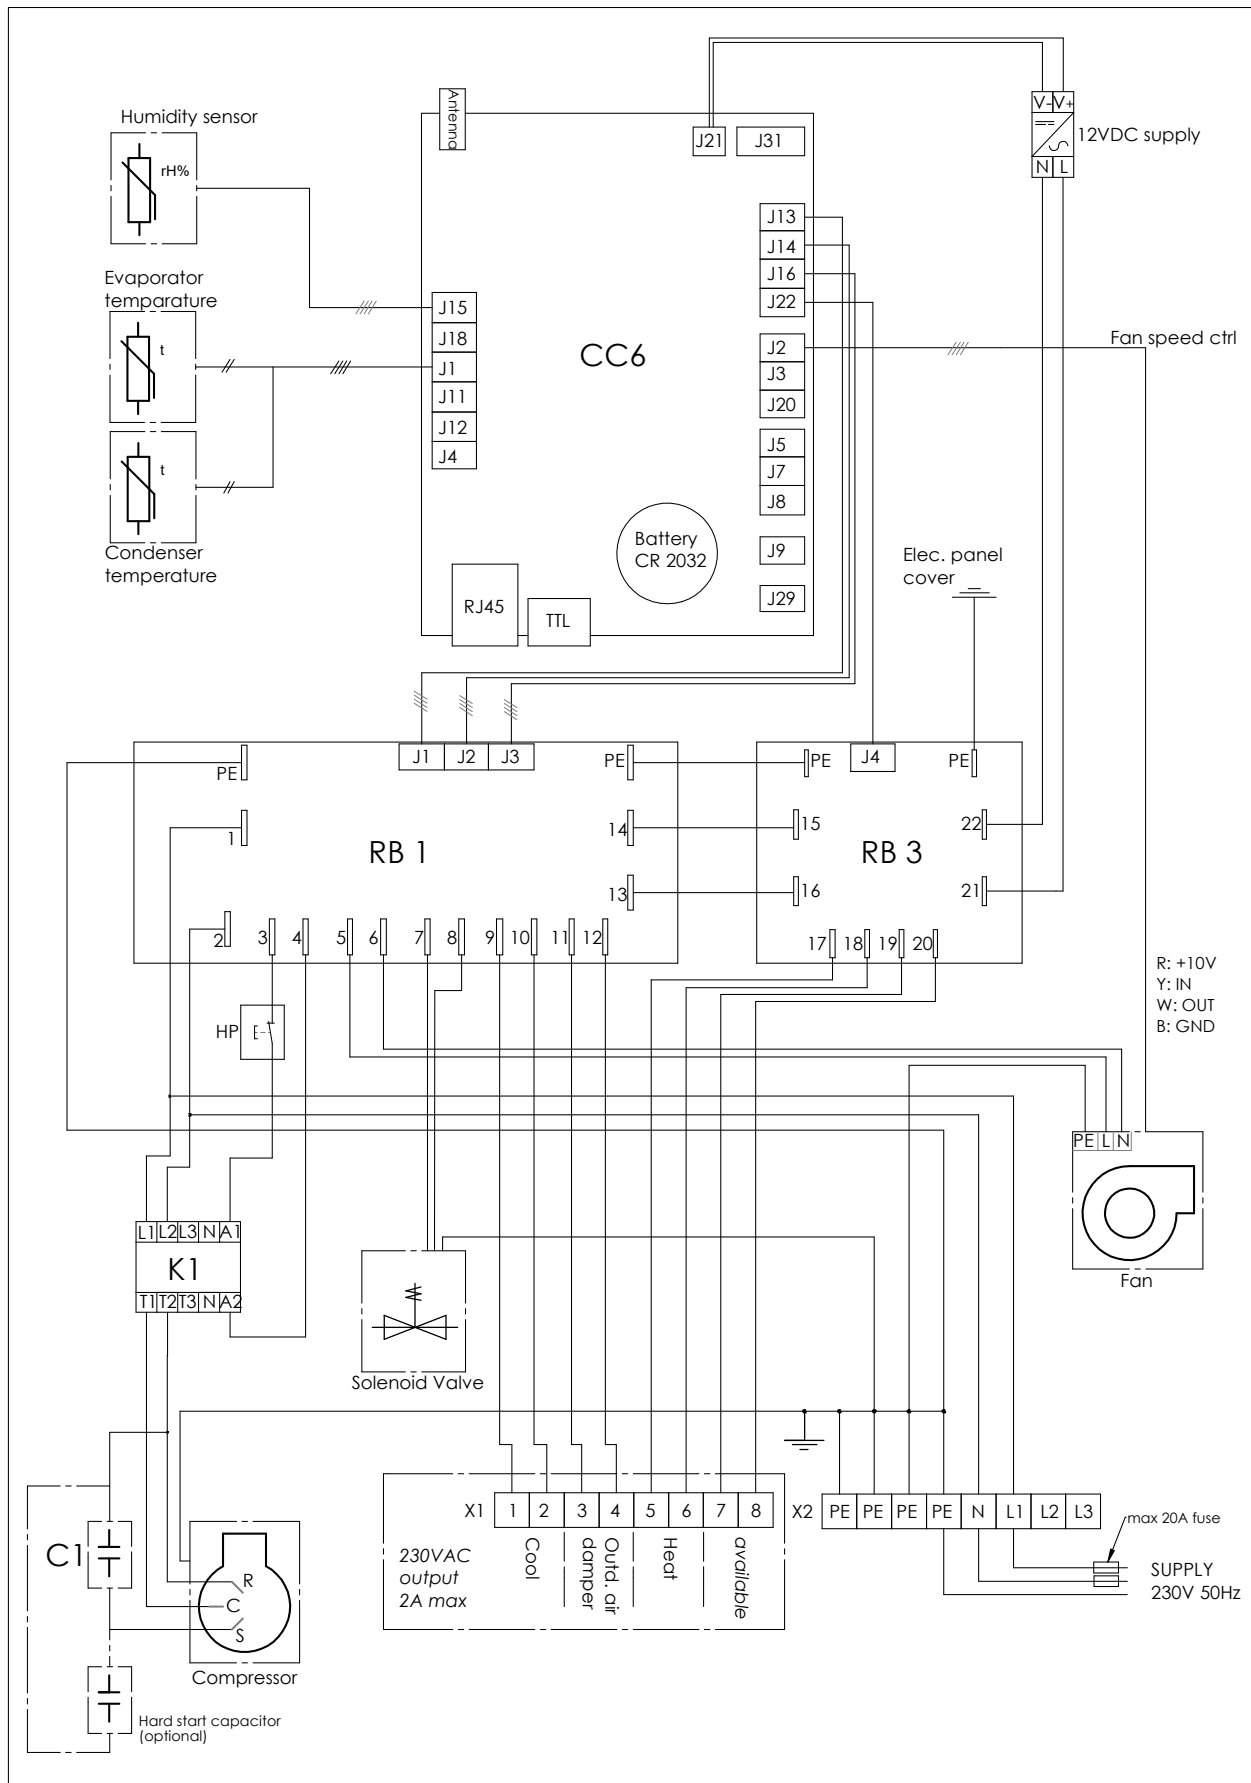 Antenna
V- V+
Humidity sensor
12VDC supply
J21
J31
N L
rH%
J13
J14
J16
J22
Evaporator
temparature
J15
J18
J1
J11
J12
J4
CC6
J2
J3
J20
Fan speed ctrl
t
J5
J7
J8
t
Battery
CR 2032
J9
Elec. panel
cover
Condenser
temperature
RJ45
TTL
J29
J1 J2 J3
PE
PE
PE
J4
PE
1
14
15
22
RB 1
RB 3
13
16
21
2
3 4 5 6 7 8 9 10 11 12
17 18 19 20
R: +10V
Y: IN
W: OUT
B: GND
HP
PE L N
L1 L2 L3 N A1
K1
T1 T2 T3 N A2
Fan
Solenoid Valve
X1 1 2 3 4 5 6 7 8
X2 PE PE PE PE N L1 L2 L3
max 20A fuse
C1
230VAC
output
2A max
Cool
Outd. air
damper
Heat
available
SUPPLY
230V 50Hz
R
C
S
Compressor
Hard start capacitor
(optional)